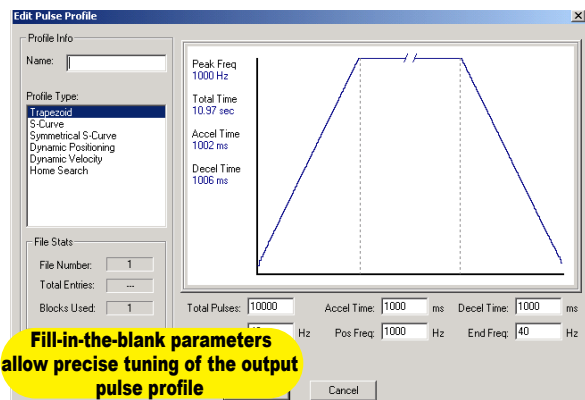 Edit Pulse Profile
Profile Info
Name:
Profile Type:
Trapezoid
S-Curve
Symmetrical S-Curve
Dynamic Positioning
Dynamic Velocity
Home Search
File Stats
File Number: 1
Total Entries: ---
Blocks Used: 1
Peak Freq
1000 Hz
Total Time
10.97 sec
Accel Time
1002 ms
Decel Time
1006 ms
Total Pulses: 10000 Accel Time: 1000 ms Decel Time: 1000 ms
Hz Pos Freq: 1000 Hz End Freq: 40 Hz
Fill-in-the-blank parameters
allow precise tuning of the output
pulse profile
Cancel